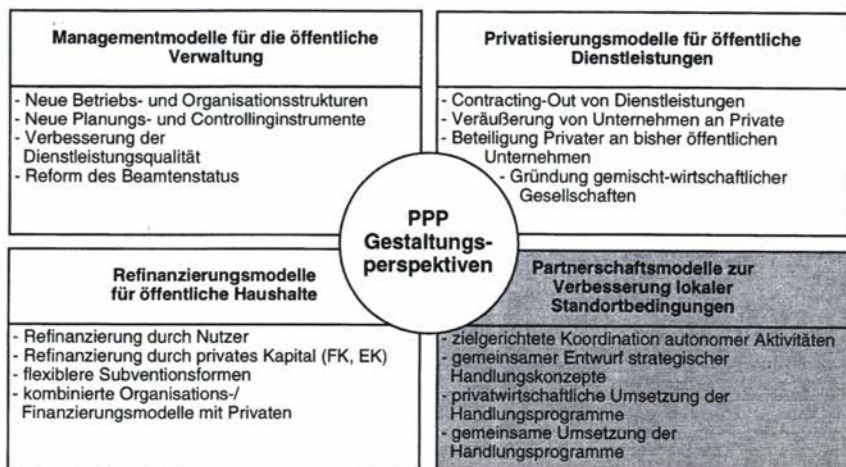 Managementmodelle für die öffentliche
Verwaltung
- Neue Betriebs- und Organisationsstrukturen
- Neue Planungs- und Controllinginstrumente
- Verbesserung der
Dienstleistungsqualität
- Reform des Beamtenstatus
Privatisierungsmodelle für öffentliche
Dienstleistungen
- Contracting-Out von Dienstleistungen
- Veräußerung von Unternehmen an Private
- Beteiligung Privater an bisher öffentlichen
Unternehmen
- Gründung gemischt-wirtschaftlicher
Gesellschaften
PPP
Gestaltungs-
perspektiven
Refinanzierungsmodelle
für öffentliche Haushalte
- Refinanzierung durch Nutzer
- Refinanzierung durch privates Kapital (FK, EK)
- flexiblere Subventionsformen
- kombinierte Organisations-/
Finanzierungsmodelle mit Privaten
Partnerschaftsmodelle zur
Verbesserung lokaler
Standortbedingungen
- zielgerichtete Koordination autonomer Aktivitäten
- gemeinsamer Entwurf strategischer
Handlungskonzepte
- privatwirtschaftliche Umsetzung der
Handlungsprogramme
- gemeinsame Umsetzung der
Handlungsprogramme